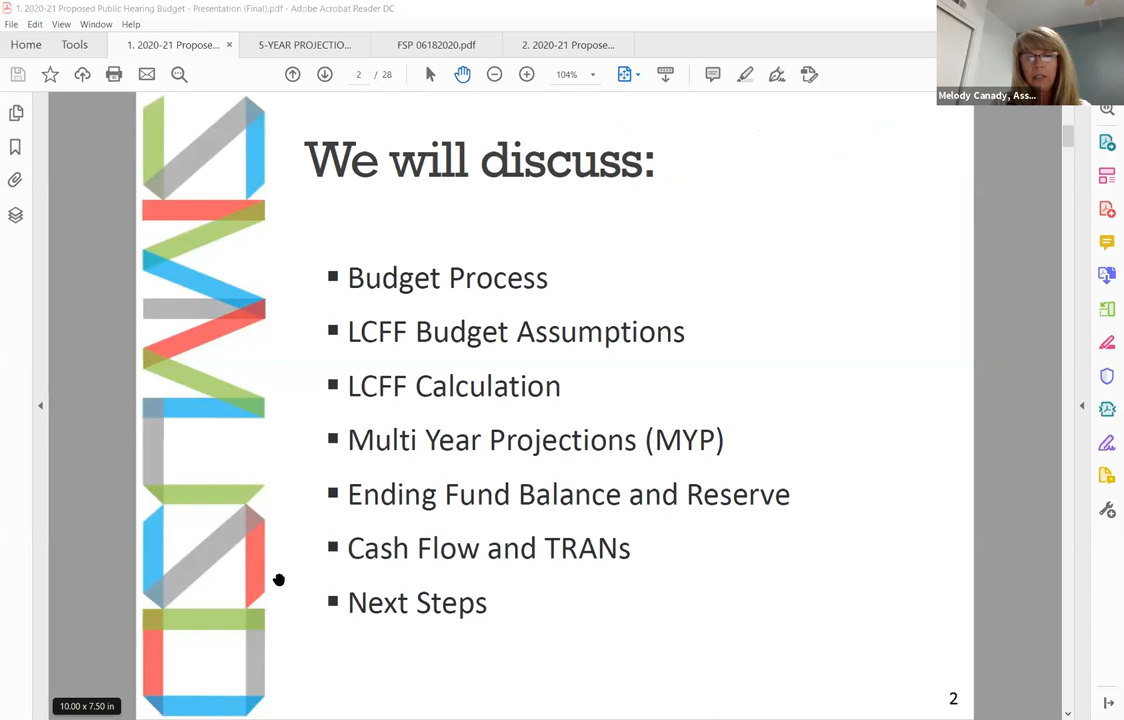 1. 2020-21 Proposed Public Hearing Budget - Presentation (Final).pdf - Adobe Acrobat Reader DC
File Edit View Window Help
Home Tools 1. 2020-21 Propose... × 5-YEAR PROJECTIO... FSP 06182020.pdf 2. 2020-21 Propose...
2 / 28 104%
Melody Canady, Ass...
We will discuss:
Budget Process
LCFF Budget Assumptions
LCFF Calculation
Multi Year Projections (MYP)
Ending Fund Balance and Reserve
Cash Flow and TRANs
Next Steps
2
10.00 x 7.50 in